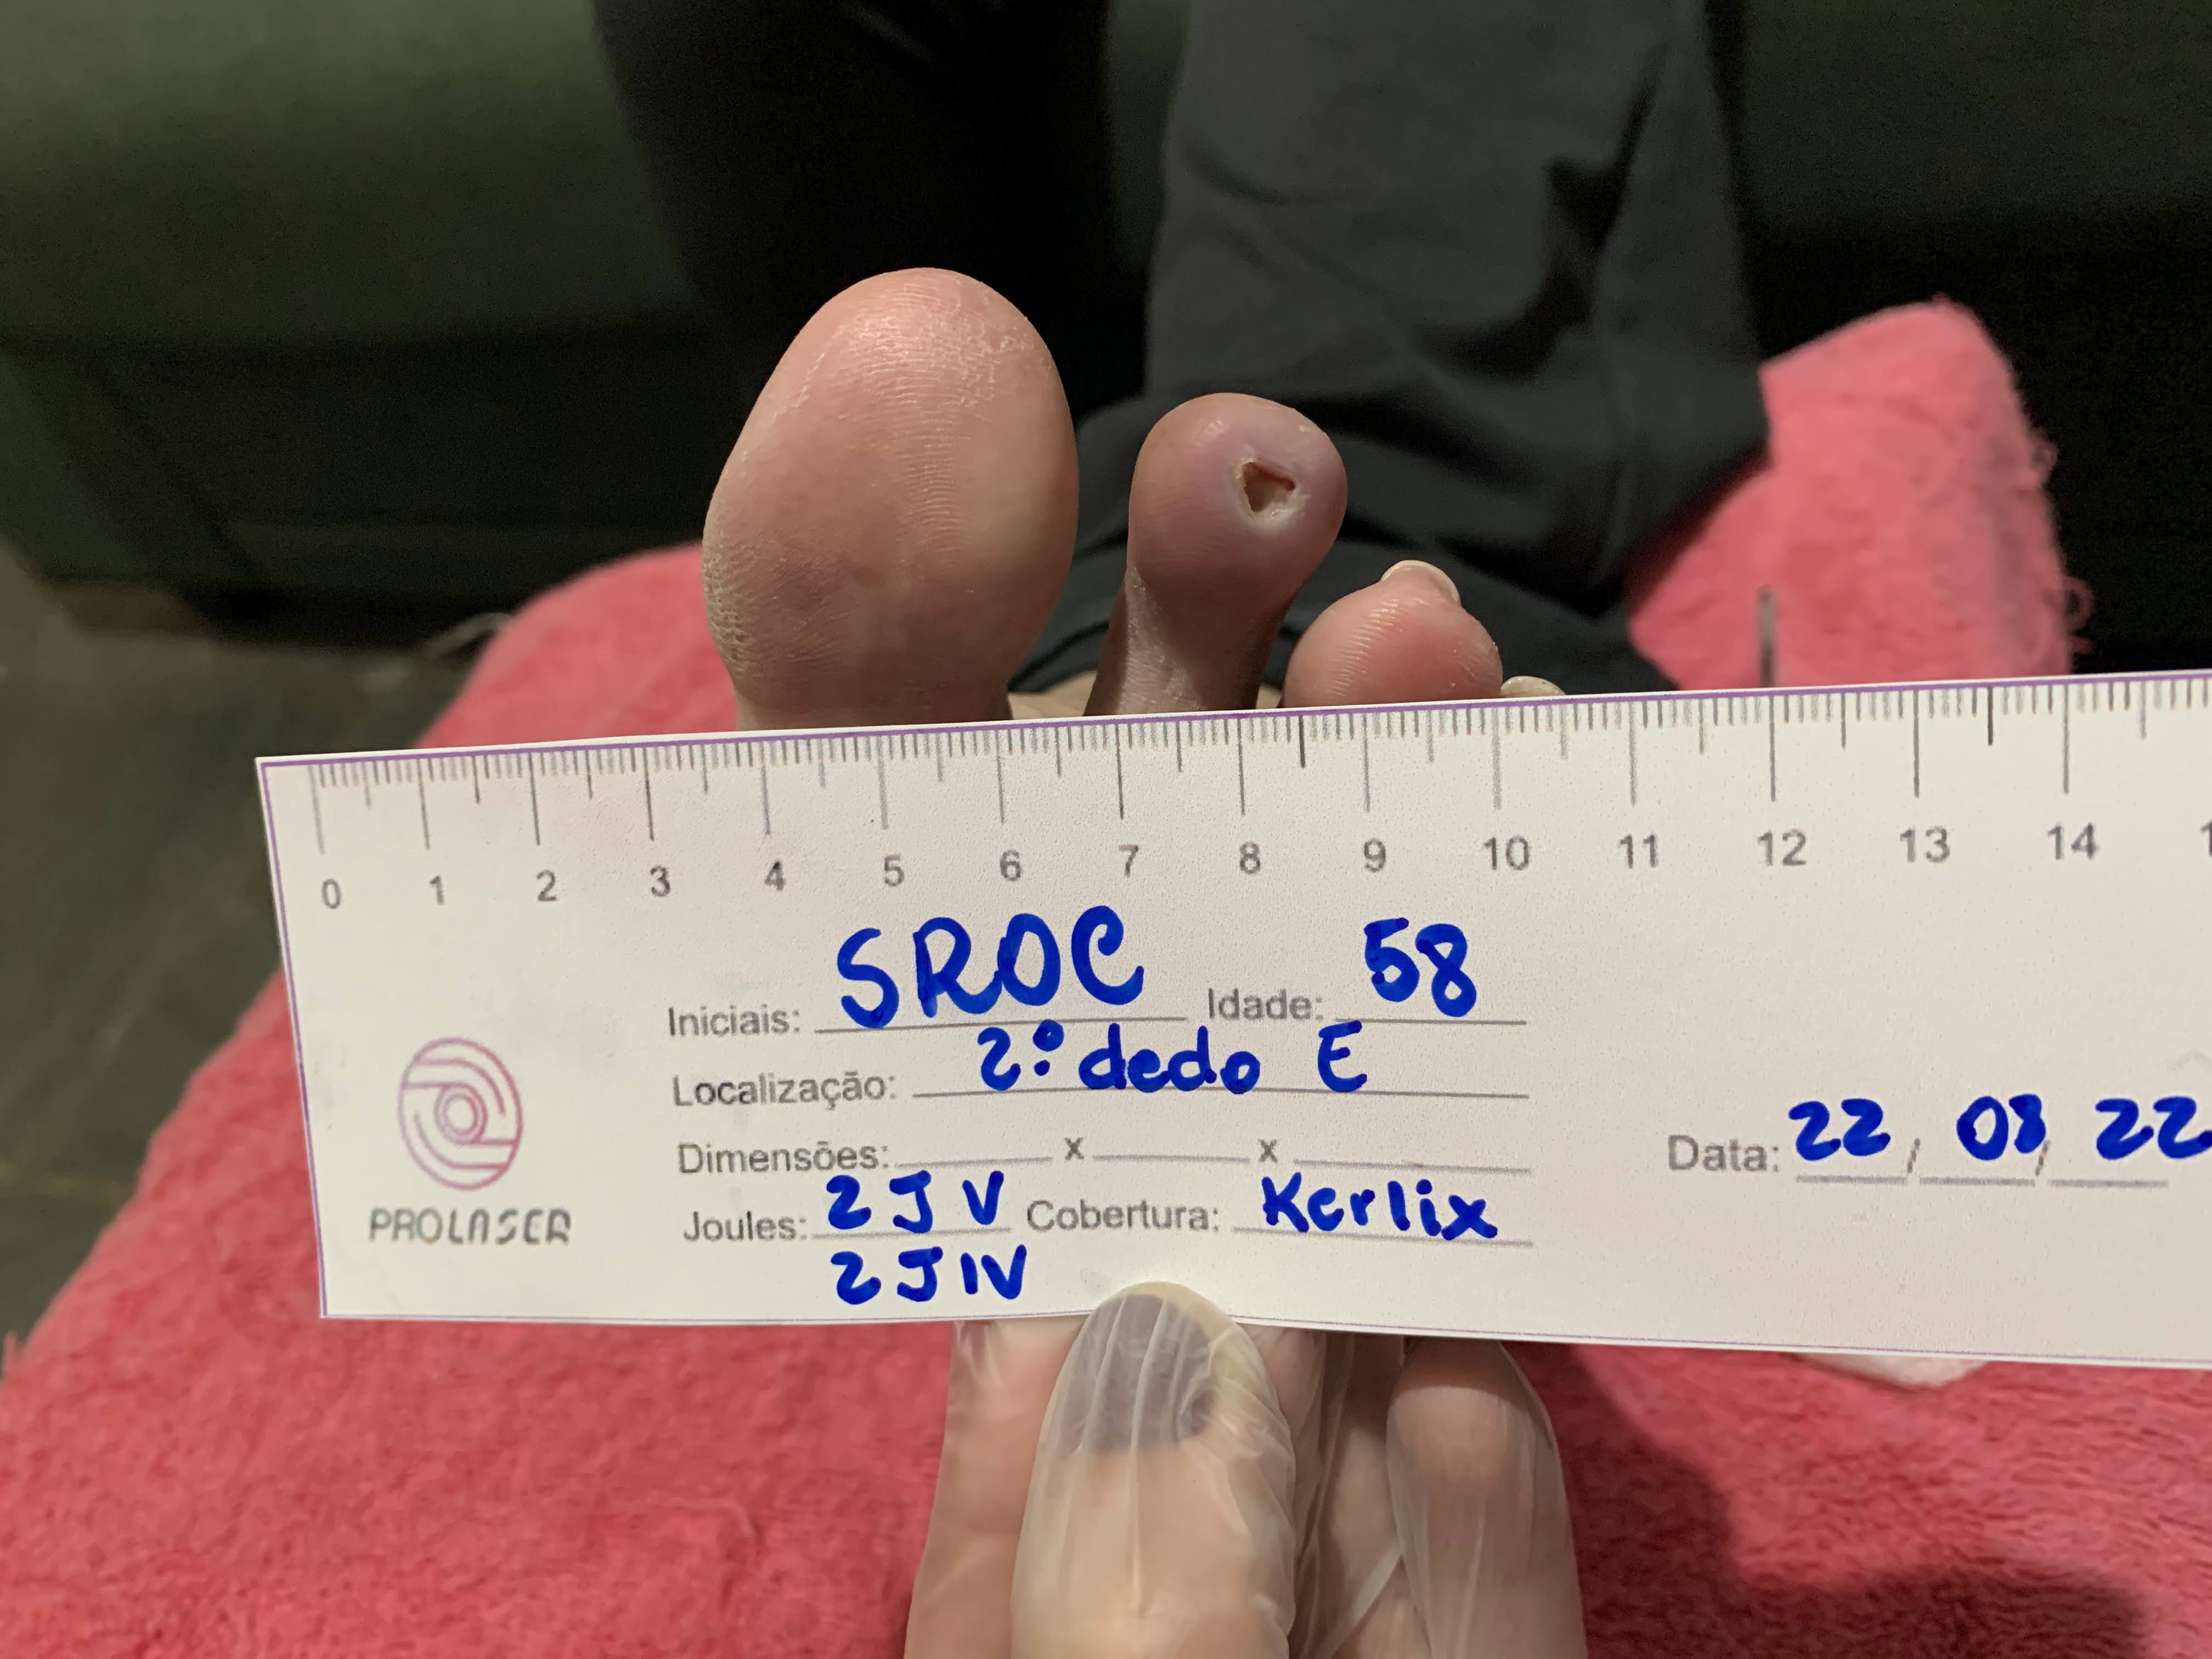 0 1 2 3 4 5 6 7 8 9 10 11 12 13 14
Iniciais: SROC Idade: 58
Localização: 2º dedo E
Dimensões: x x
Data: 22 / 08 / 22
Joules: 2 J V Cobertura: Kerlix
2 J IV
PROLASER